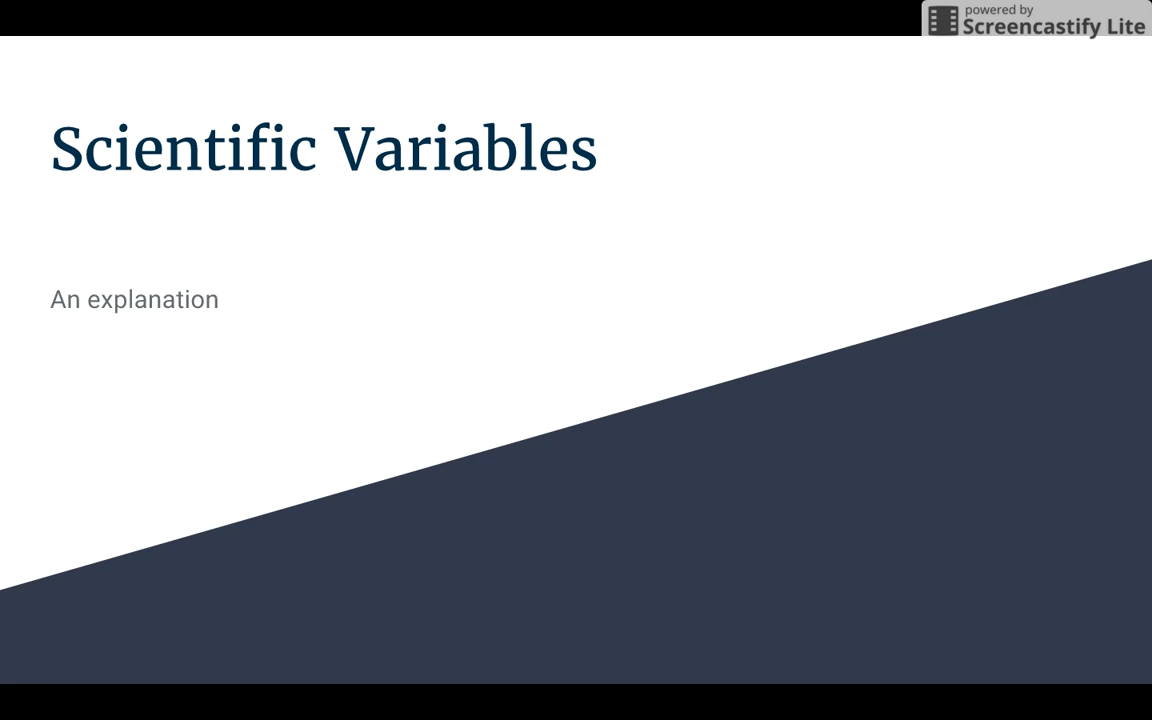 powered by
Screencastify Lite
Scientific Variables
An explanation